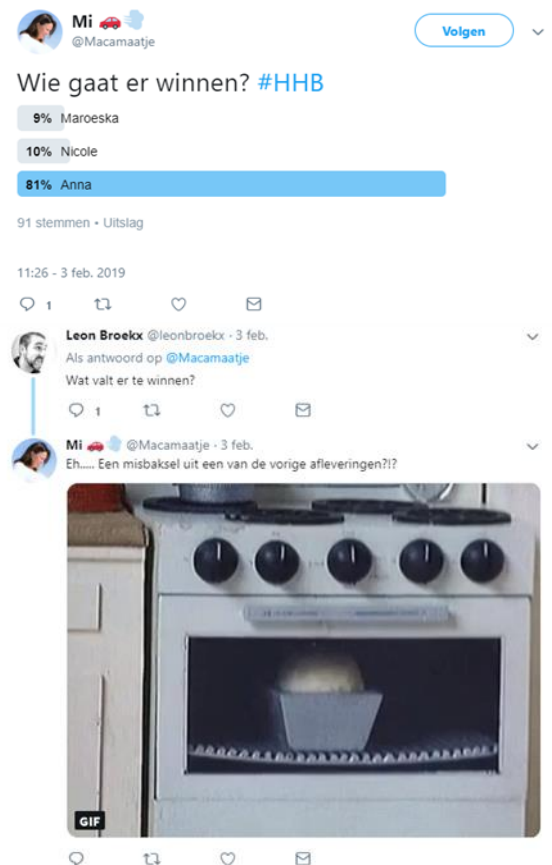 Mi 🚗💨
@Macamaatje
Volgen
Wie gaat er winnen? #HHB
9% Maroeska
10% Nicole
81% Anna
91 stemmen • Uitslag
11:26 - 3 feb. 2019
1
Leon Broekx @leonbroekx · 3 feb.
Als antwoord op @Macamaatje
Wat valt er te winnen?
1
Mi 🚗💨 @Macamaatje · 3 feb.
Eh..... Een misbaksel uit een van de vorige afleveringen?!?
GIF